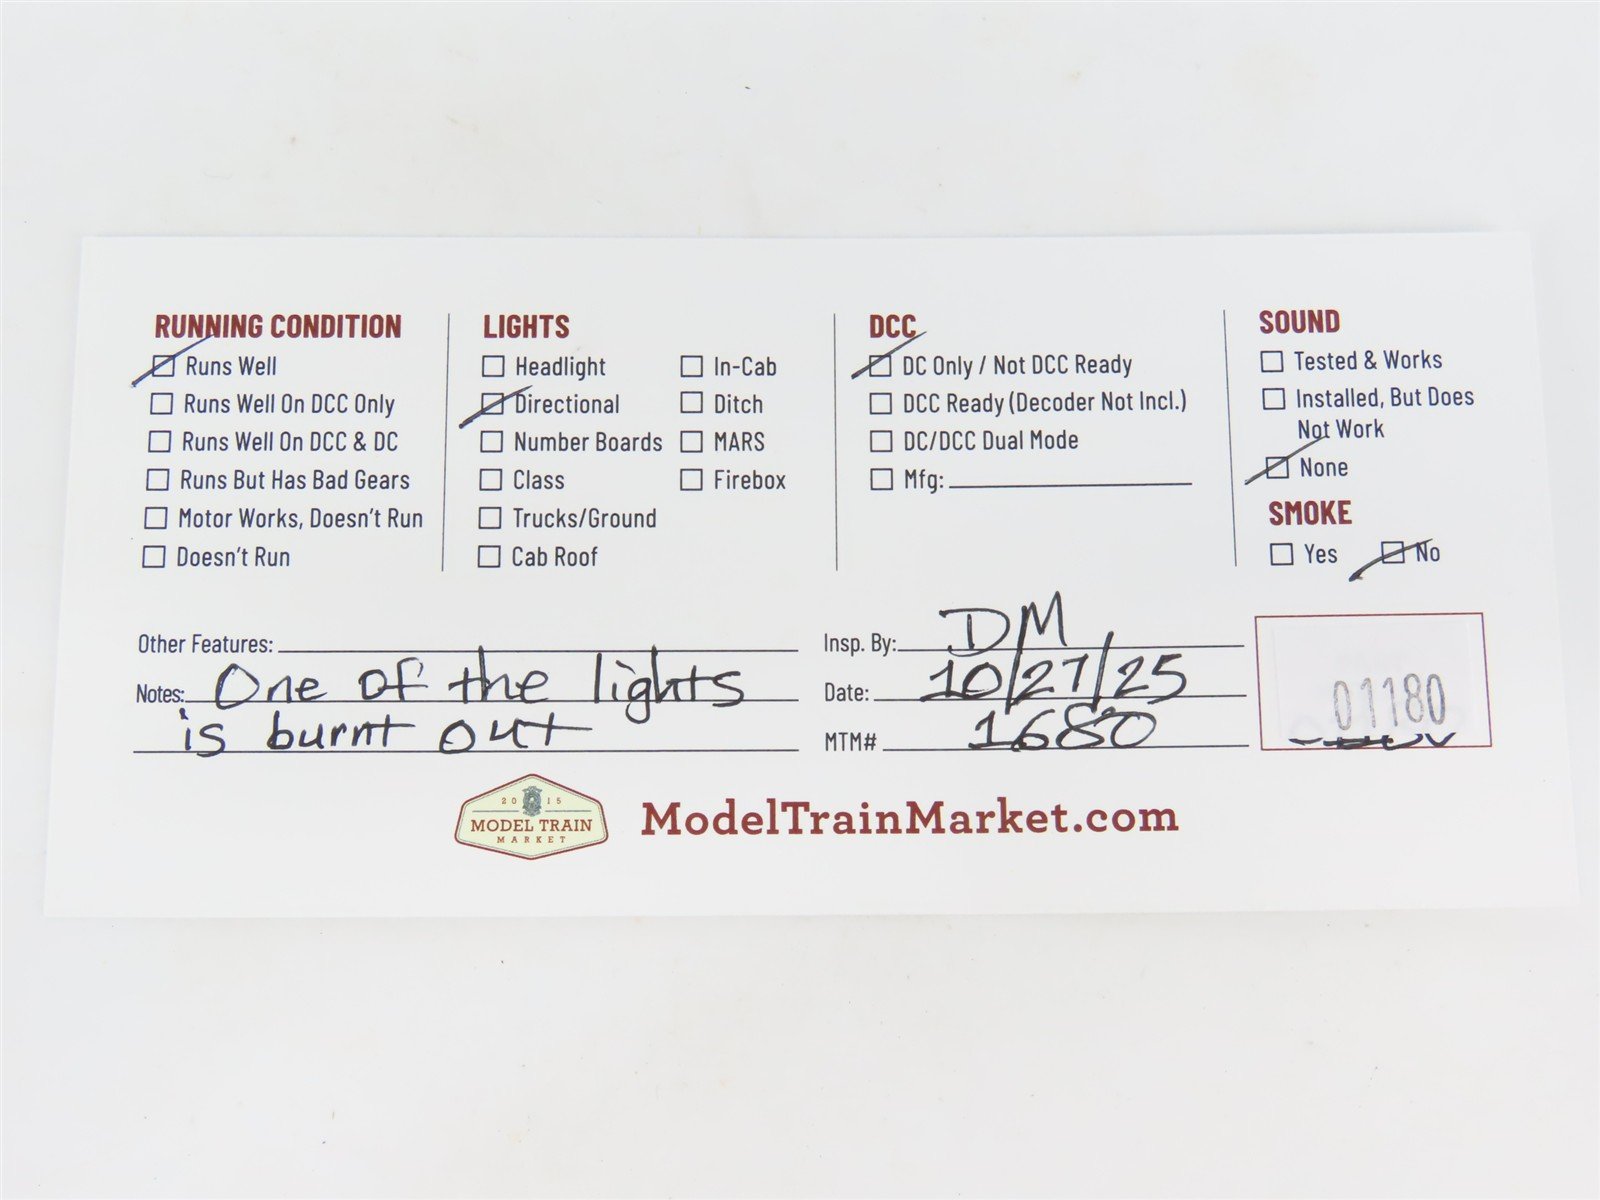 RUNNING CONDITION
Runs Well
Runs Well On DCC Only
Runs Well On DCC & DC
Runs But Has Bad Gears
Motor Works, Doesn't Run
Doesn't Run
LIGHTS
Headlight
Directional
Number Boards
Class
Trucks/Ground
Cab Roof
In-Cab
Ditch
MARS
Firebox
DCC
DC Only / Not DCC Ready
DCC Ready (Decoder Not Incl.)
DC/DCC Dual Mode
Mfg:
SOUND
Tested & Works
Installed, But Does
Not Work
None
SMOKE
Yes No
Other Features:
Notes: One of the lights
is burnt out
Insp. By: DM
Date: 10/27/25
MTM# 1680
01180
2015
MODEL TRAIN
MARKET
ModelTrainMarket.com